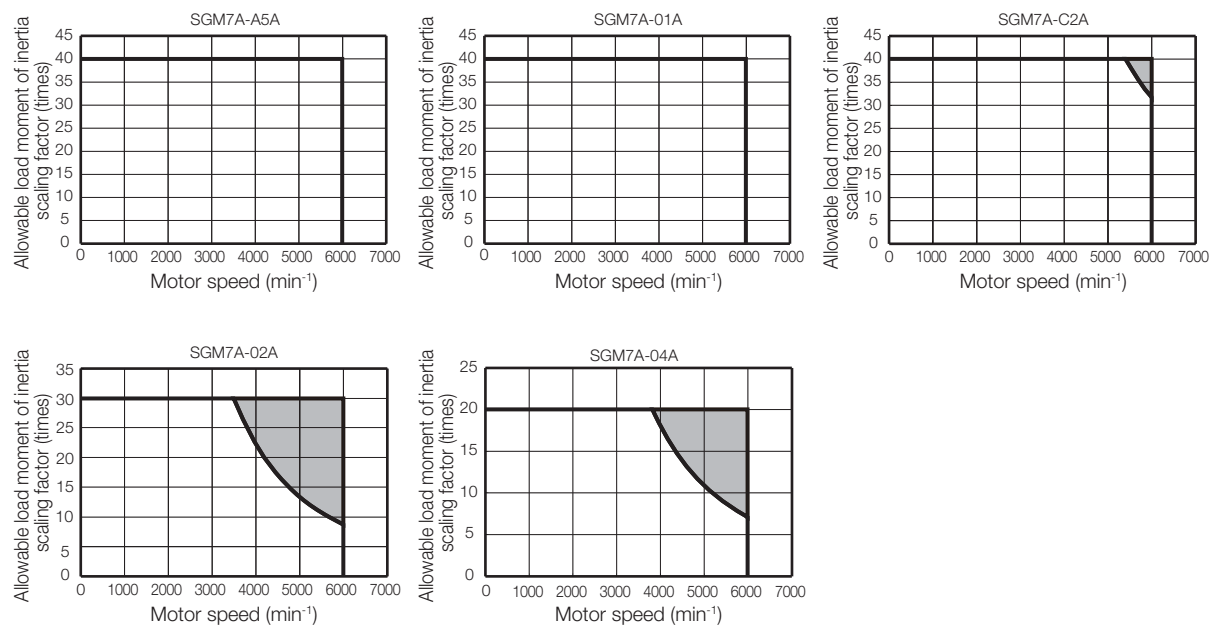 SGM7A-A5A
Allowable load moment of inertia
scaling factor (times)
45
40
35
30
25
20
15
10
5
0
0 1000 2000 3000 4000 5000 6000 7000
Motor speed (min-1)
SGM7A-01A
Allowable load moment of inertia
scaling factor (times)
45
40
35
30
25
20
15
10
5
0
0 1000 2000 3000 4000 5000 6000 7000
Motor speed (min-1)
SGM7A-C2A
Allowable load moment of inertia
scaling factor (times)
45
40
35
30
25
20
15
10
5
0
0 1000 2000 3000 4000 5000 6000 7000
Motor speed (min-1)
SGM7A-02A
Allowable load moment of inertia
scaling factor (times)
35
30
25
20
15
10
5
0
0 1000 2000 3000 4000 5000 6000 7000
Motor speed (min-1)
SGM7A-04A
Allowable load moment of inertia
scaling factor (times)
25
20
15
10
5
0
0 1000 2000 3000 4000 5000 6000 7000
Motor speed (min-1)